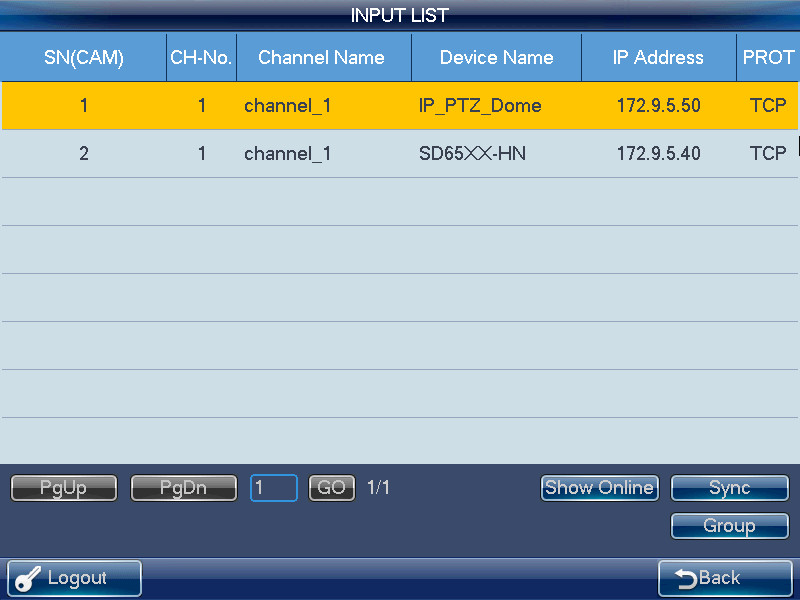 INPUT LIST
SN(CAM) CH-No. Channel Name Device Name IP Address PROT
1 1 channel_1 IP_PTZ_Dome 172.9.5.50 TCP
2 1 channel_1 SD65XX-HN 172.9.5.40 TCP
PgUp PgDn 1 GO 1/1 Show Online Sync
Group
Logout Back